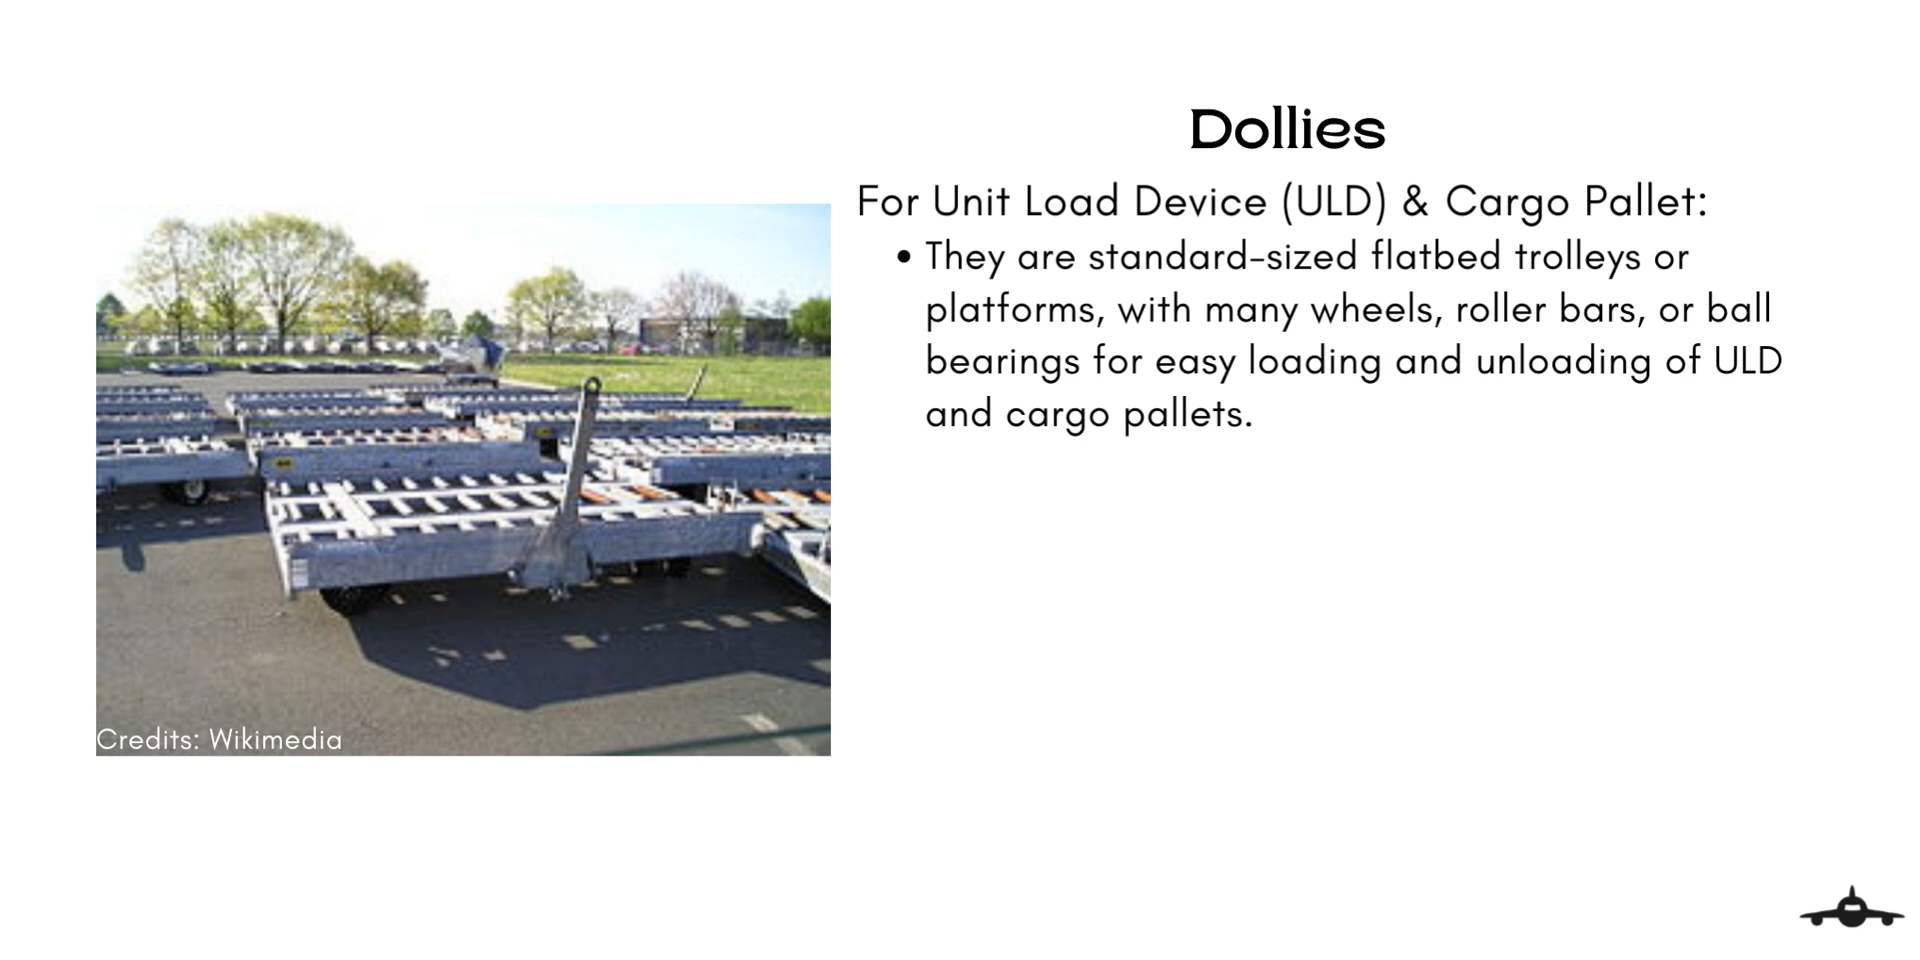 Dollies
For Unit Load Device (ULD) & Cargo Pallet:
• They are standard-sized flatbed trolleys or
platforms, with many wheels, roller bars, or ball
bearings for easy loading and unloading of ULD
and cargo pallets.
Credits: Wikimedia